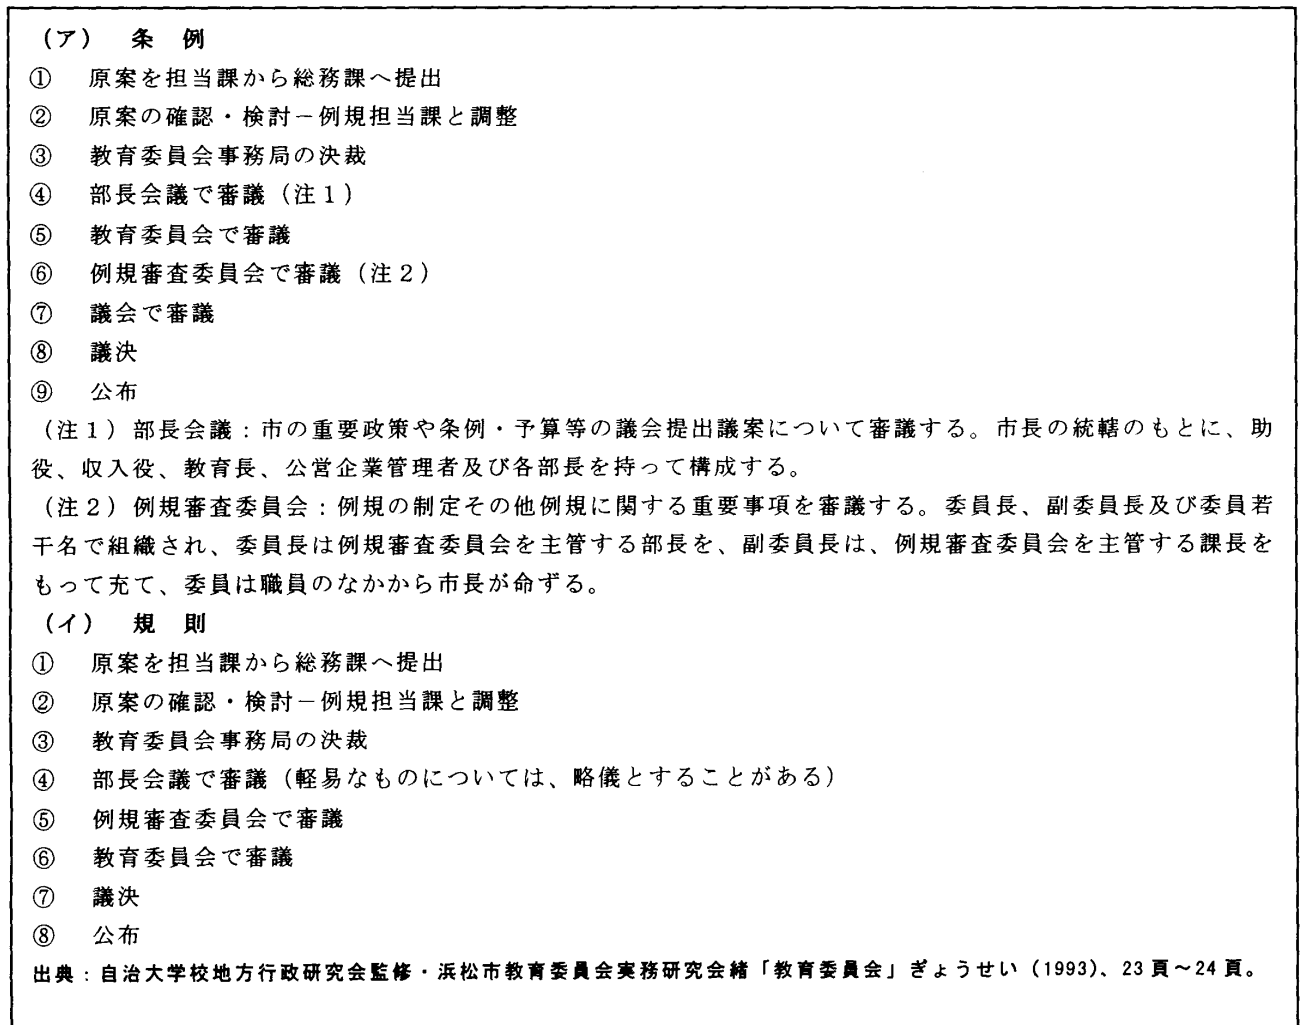 (ア) 条 例
① 原案を担当課から総務課へ提出
② 原案の確認・検討－例規担当課と調整
③ 教育委員会事務局の決裁
④ 部長会議で審議（注１）
⑤ 教育委員会で審議
⑥ 例規審査委員会で審議（注２）
⑦ 議会で審議
⑧ 議決
⑨ 公布
（注１）部長会議：市の重要政策や条例・予算等の議会提出議案について審議する。市長の統轄のもとに、助
役、収入役、教育長、公営企業管理者及び各部長を持って構成する。
（注２）例規審査委員会：例規の制定その他例規に関する重要事項を審議する。委員長、副委員長及び委員若
干名で組織され、委員長は例規審査委員会を主管する部長を、副委員長は、例規審査委員会を主管する課長を
もって充て、委員は職員のなかから市長が命ずる。
(イ) 規 則
① 原案を担当課から総務課へ提出
② 原案の確認・検討－例規担当課と調整
③ 教育委員会事務局の決裁
④ 部長会議で審議（軽易なものについては、略儀とすることがある）
⑤ 例規審査委員会で審議
⑥ 教育委員会で審議
⑦ 議決
⑧ 公布
出典：自治大学校地方行政研究会監修・浜松市教育委員会実務研究会緒「教育委員会」ぎょうせい（1993）、23頁～24頁。